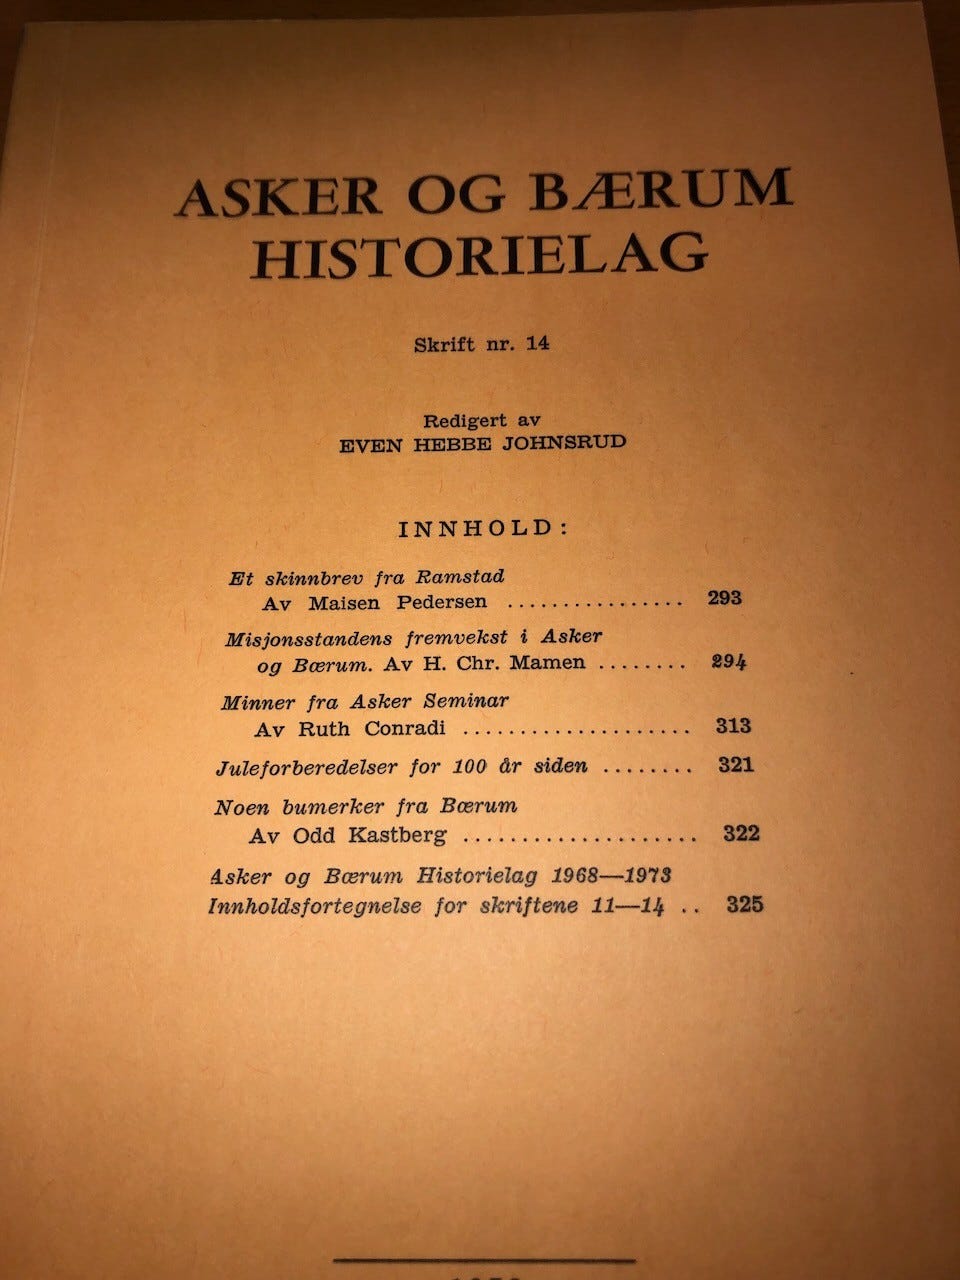 ASKER OG BÆRUM
HISTORIELAG
Skrift nr. 14
Redigert av
EVEN HEBBE JOHNSRUD
INNHOLD:
Et skinnbrev fra Ramstad
Av Maisen Pedersen ................ 293
Misjonsstandens fremvekst i Asker
og Bærum. Av H. Chr. Mamen ........ 294
Minner fra Asker Seminar
Av Ruth Conradi ................... 313
Juleforberedelser for 100 år siden ........ 321
Noen bumerker fra Bærum
Av Odd Kastberg ................... 322
Asker og Bærum Historielag 1968—1973
Innholdsfortegnelse for skriftene 11—14 .. 325